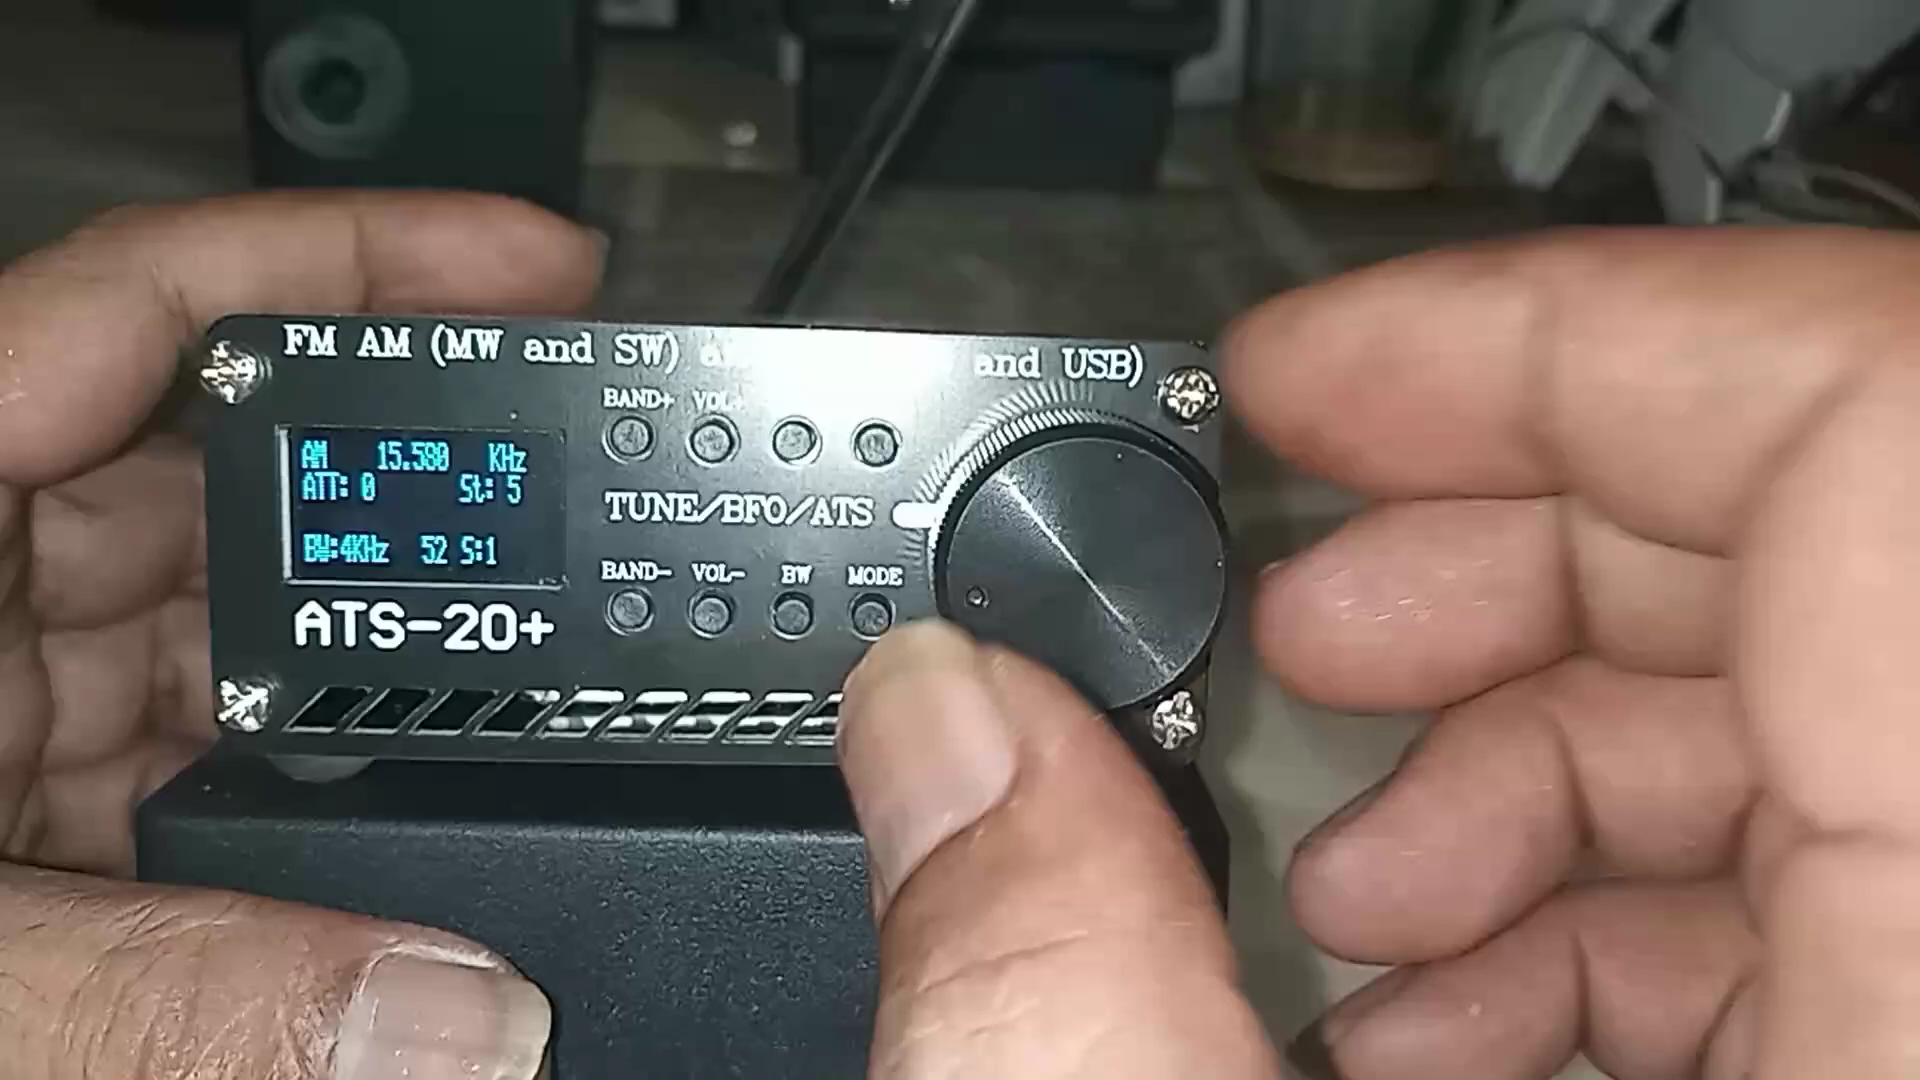 FM AM (MW and SW) and USB)
BAND+ VOL+
AM 15.580 KHz
ATT: 0 St: 5
TUNE/BFO/ATS
BW:4KHz 52 S:1
BAND- VOL- BW MODE
ATS-20+